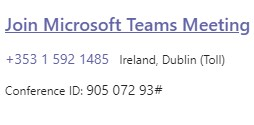 Join Microsoft Teams Meeting
+353 1 592 1485 Ireland, Dublin (Toll)
Conference ID: 905 072 93#